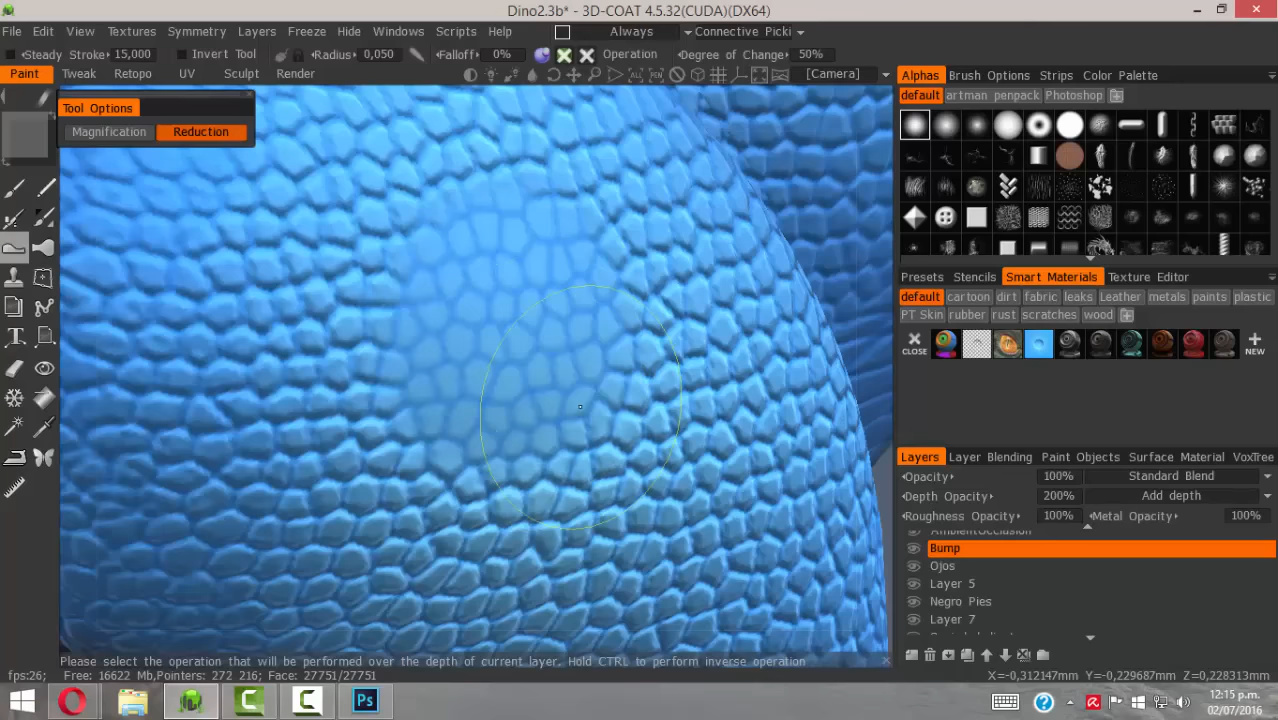 Dino2.3b* - 3D-COAT 4.5.32(CUDA)(DX64)
File Edit View Textures Symmetry Layers Freeze Hide Windows Scripts Help Always Connective Picki
Steady Stroke 15,000 Invert Tool Radius 0,050 Falloff 0% Operation Degree of Change 50%
Paint Tweak Retopo UV Sculpt Render [Camera]
Tool Options
Magnification Reduction
Alphas Brush Options Strips Color Palette
default artman penpack Photoshop
Presets Stencils Smart Materials Texture Editor
default cartoon dirt fabric leaks Leather metals paints plastic
PT Skin rubber rust scratches wood
CLOSE NEW
Layers Layer Blending Paint Objects Surface Material VoxTree
Opacity 100% Standard Blend
Depth Opacity 200% Add depth
Roughness Opacity 100% Metal Opacity 100%
AmbientOcclusion
Bump
Ojos
Layer 5
Negro Pies
Layer 7
Please select the operation that will be performed over the depth of current layer. Hold CTRL to perform inverse operation
fps:26; Free: 16622 Mb,Pointers: 272 216; Face: 27751/27751 X=-0,312147m Y=-0,229687m Z=0,228313m
Ps
12:15 p.m.
02/07/2016